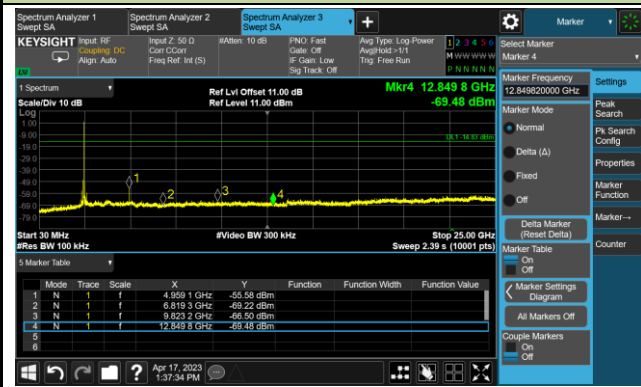 Spectrum Analyzer 1
Swept SA
Spectrum Analyzer 2
Swept SA
Spectrum Analyzer 3
Swept SA
Marker
KEYSIGHT
Input: RF
Coupling: DC
Align: Auto
Input Z: 50 Ω
Corr CCorr
Freq Ref: Int (S)
#Atten: 10 dB
PNO: Fast
Gate: Off
IF Gain: Low
Sig Track: Off
Avg Type: Log-Power
Avg|Hold:>1/1
Trig: Free Run
1 2 3 4 5 6
M W W W W W
P N N N N N
LW
Select Marker
Marker 4
Marker Frequency
12.849820000 GHz
Settings
Peak
Search
Pk Search
Config
Properties
Marker
Function
Marker→
Counter
Marker Mode
Normal
Delta (Δ)
Fixed
Off
Delta Marker
(Reset Delta)
Marker Table
On
Off
Marker Settings
Diagram
All Markers Off
Couple Markers
On
Off
1 Spectrum
Scale/Div 10 dB
Ref Lvl Offset 11.00 dB
Ref Level 11.00 dBm
Mkr4 12.849 8 GHz
-69.48 dBm
Log
1.00
-9.00
-19.0
-29.0
-39.0
-49.0
-59.0
-69.0
-79.0
1
2
3
4
Start 30 MHz
#Res BW 100 kHz
#Video BW 300 kHz
Stop 25.00 GHz
Sweep 2.39 s (10001 pts)
5 Marker Table
Mode Trace Scale X Y Function Function Width Function Value
1 N 1 f 4.959 1 GHz -55.58 dBm
2 N 1 f 6.819 3 GHz -69.22 dBm
3 N 1 f 9.823 2 GHz -66.50 dBm
4 N 1 f 12.849 8 GHz -69.48 dBm
5
6
?
Apr 17, 2023
1:37:34 PM